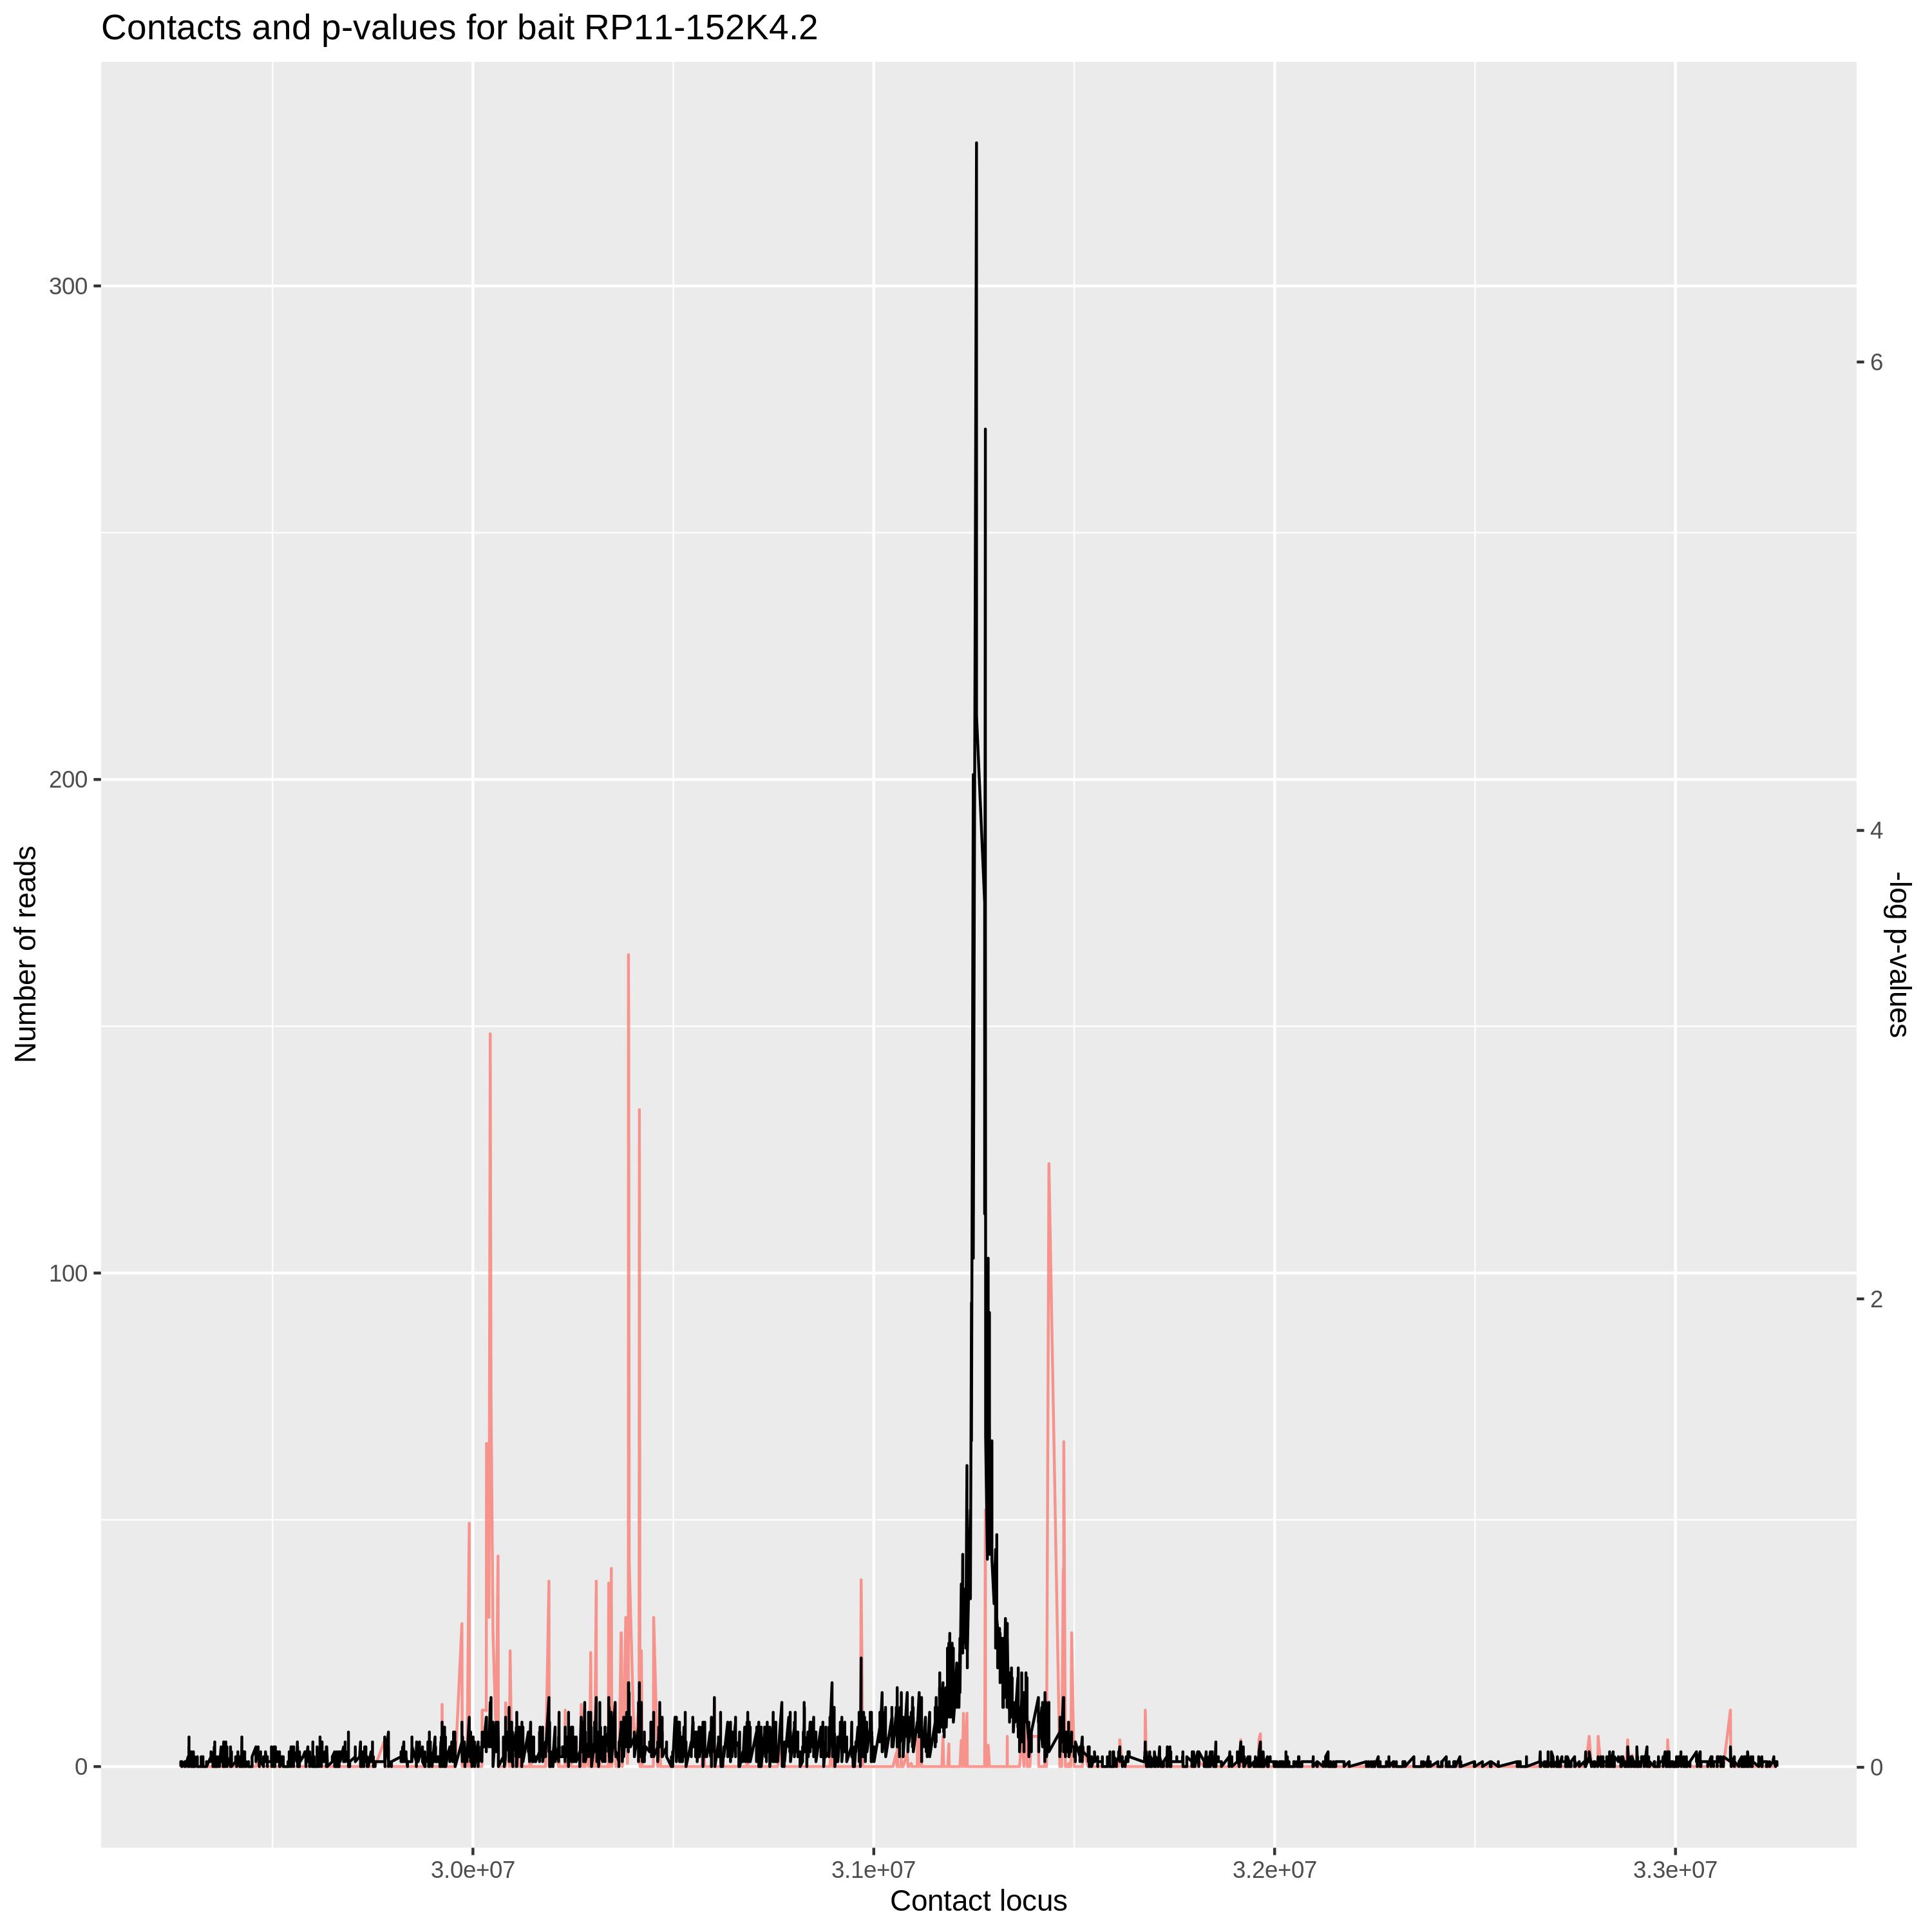 Contacts and p-values for bait RP11-152K4.2
300
200
100
0
6
4
2
0
Number of reads
-log p-values
3.0e+07
3.1e+07
3.2e+07
3.3e+07
Contact locus